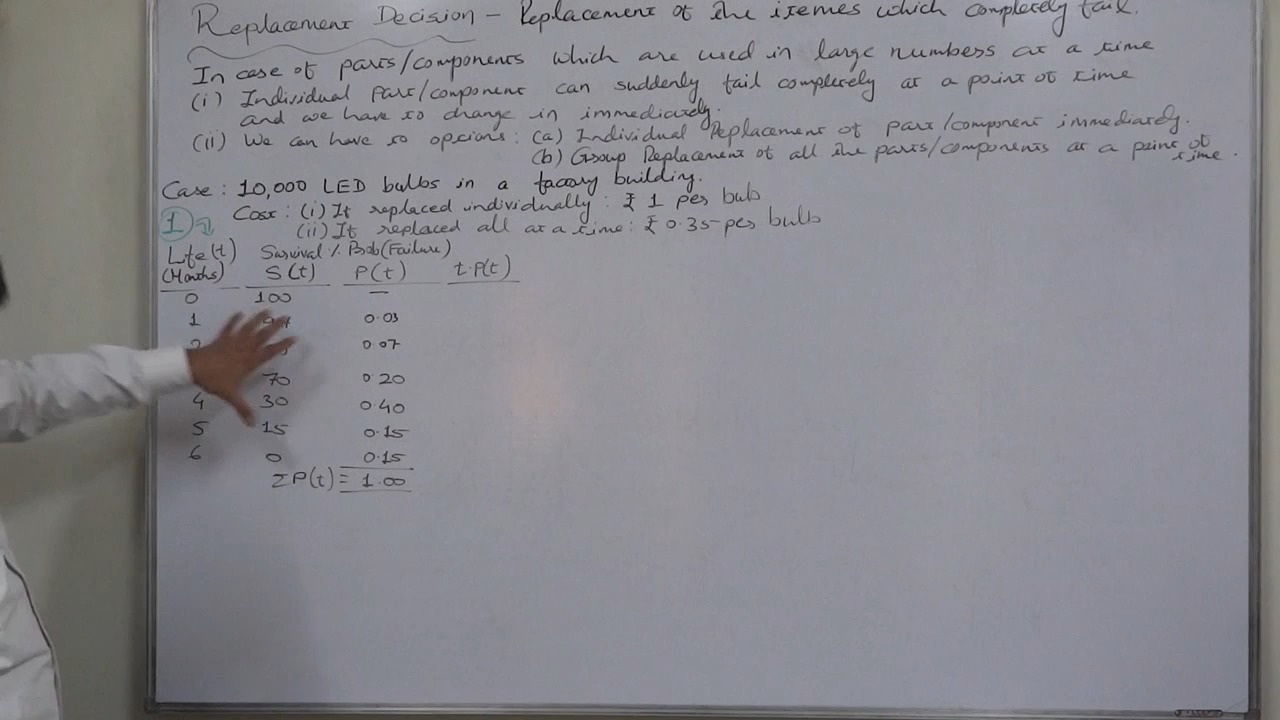 Replacement Decision - Replacement of the itemes which completely fail.
In case of parts/components which are used in large numbers at a time
(i) Individual part/component can suddenly fail completely at a point of time
and we have to change in immediately.
(ii) We can have to options: (a) Individual Replacement of part/component immediately.
(b) Group Replacement of all the parts/components at a point of time.
Case: 10,000 LED bulbs in a factory building.
Cost: (i) If replaced individually: ₹ 1 per bulb
1 (ii) If replaced all at a time: ₹ 0.35 per bulb
Life(t) Survival % Prob(Failure)
(Months) S(t) P(t) t.P(t)
0 100 —
1 0.03
0.07
70 0.20
4 30 0.40
5 15 0.15
6 0 0.15
ΣP(t) = 1.00